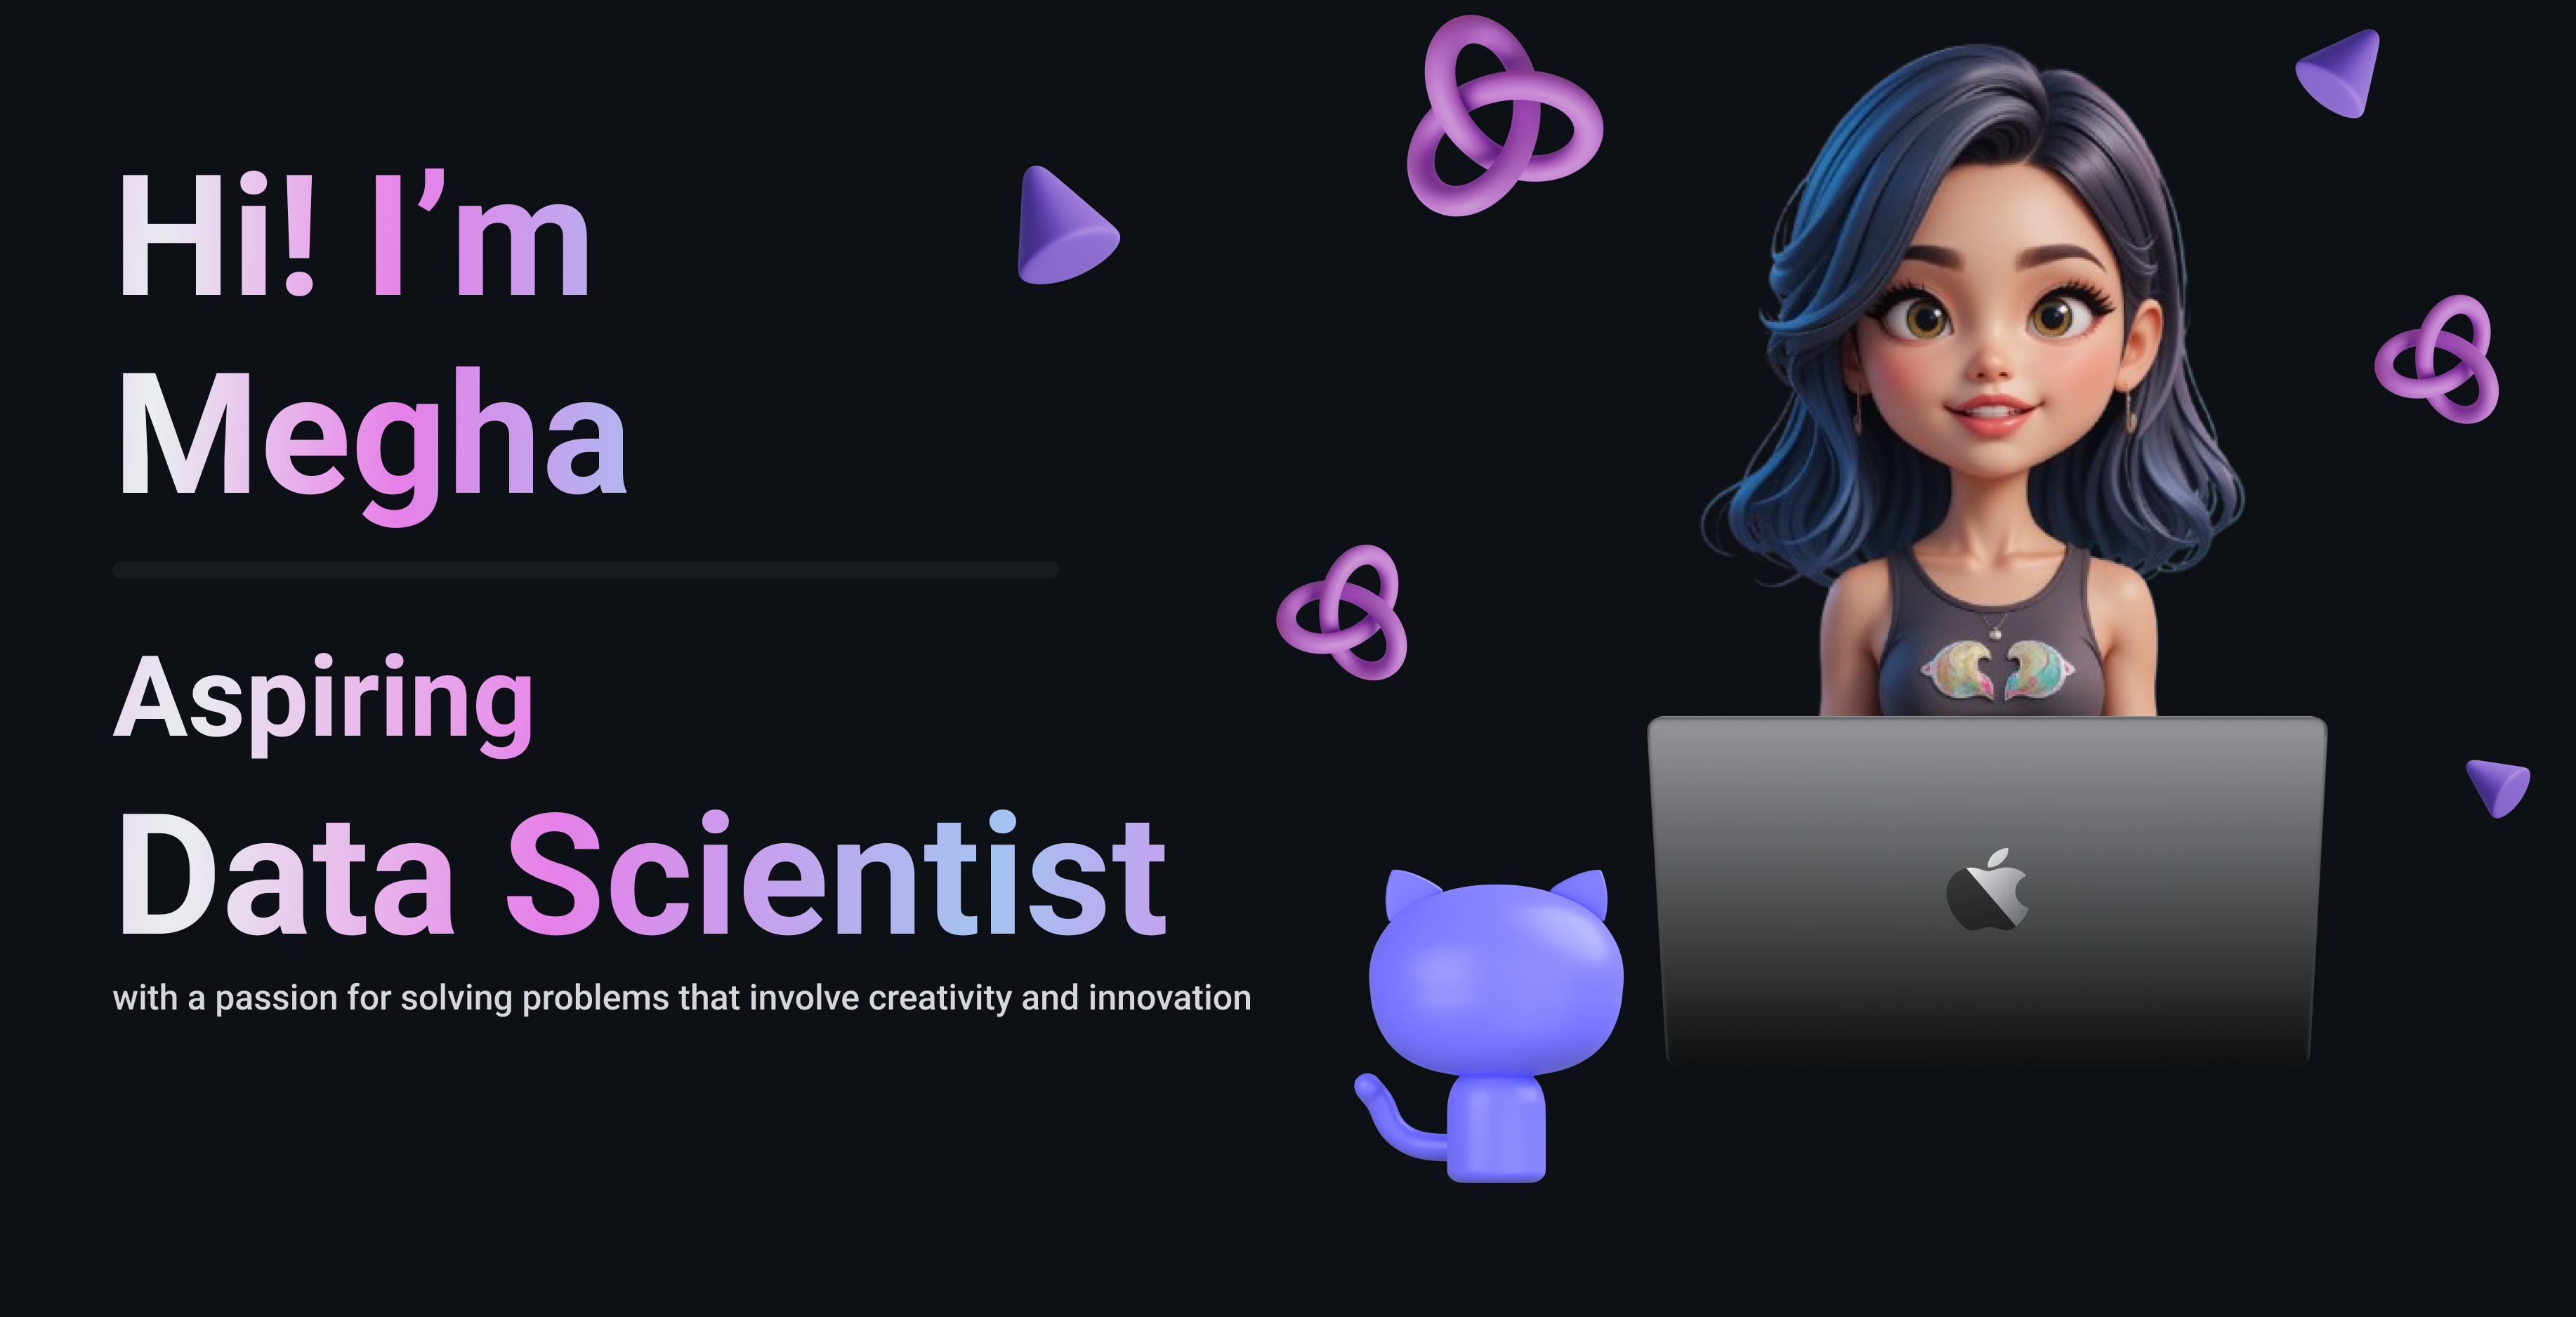 Hi! I’m
Megha
Aspiring
Data Scientist
with a passion for solving problems that involve creativity and innovation